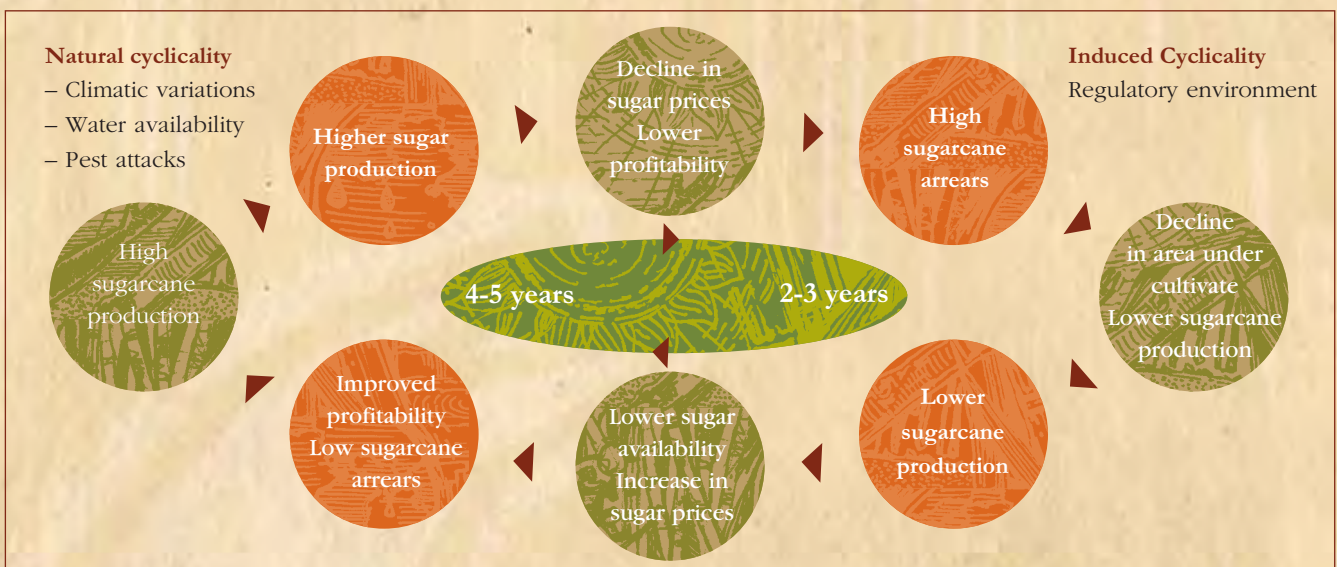 Natural cyclicality
– Climatic variations
– Water availability
– Pest attacks
Induced Cyclicality
Regulatory environment
Higher sugar
production
Decline in
sugar prices
Lower
profitability
High
sugarcane
arrears
Decline
in area under
cultivate
Lower sugarcane
production
Lower
sugarcane
production
Lower sugar
availability
Increase in
sugar prices
Improved
profitability
Low sugarcane
arrears
High
sugarcane
production
4-5 years
2-3 years